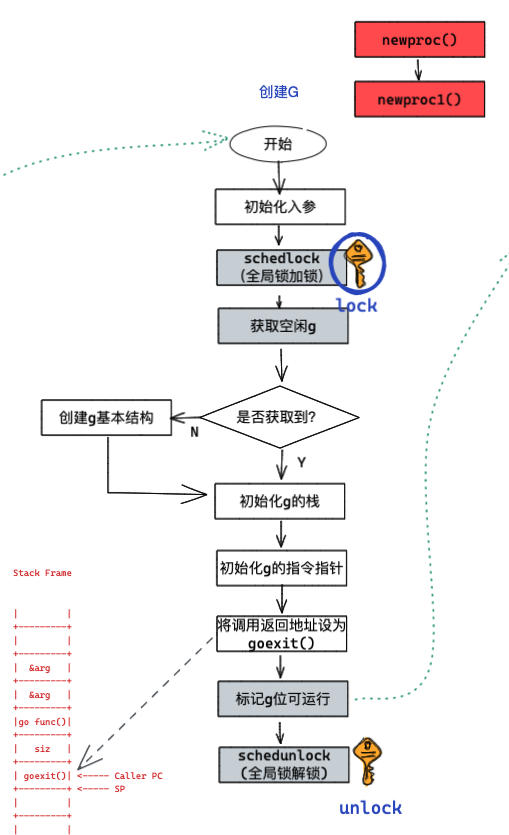 newproc()
newproc1()
创建G
开始
初始化入参
schedlock
(全局锁加锁)
lock
获取空闲g
是否获取到?
创建g基本结构
N
Y
初始化g的栈
初始化g的指令指针
将调用返回地址设为
goexit()
标记g位可运行
schedunlock
(全局锁解锁)
unlock
Stack Frame
| |
+---------+
| |
+---------+
| &arg |
+---------+
| &arg |
+---------+
|go func()|
+---------+
| siz |
+---------+
| goexit()| <----- Caller PC
+---------+ <----- SP
| |
+---------+
| |